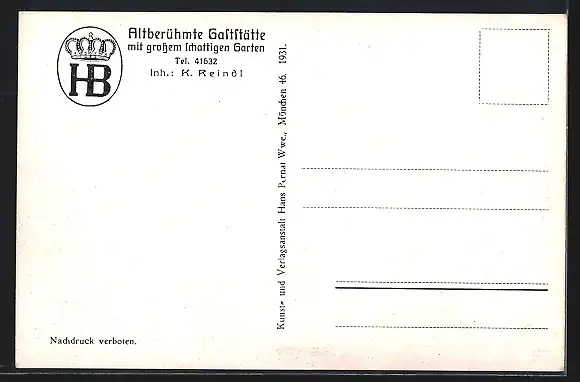 HB
Altberühmte Gaststätte
mit großem schattigen Garten
Tel. 41632
Inh.: K. Reindl
Kunst- und Verlagsanstalt Hans Pernat Wwe., München 46. 1931.
Nachdruck verboten.